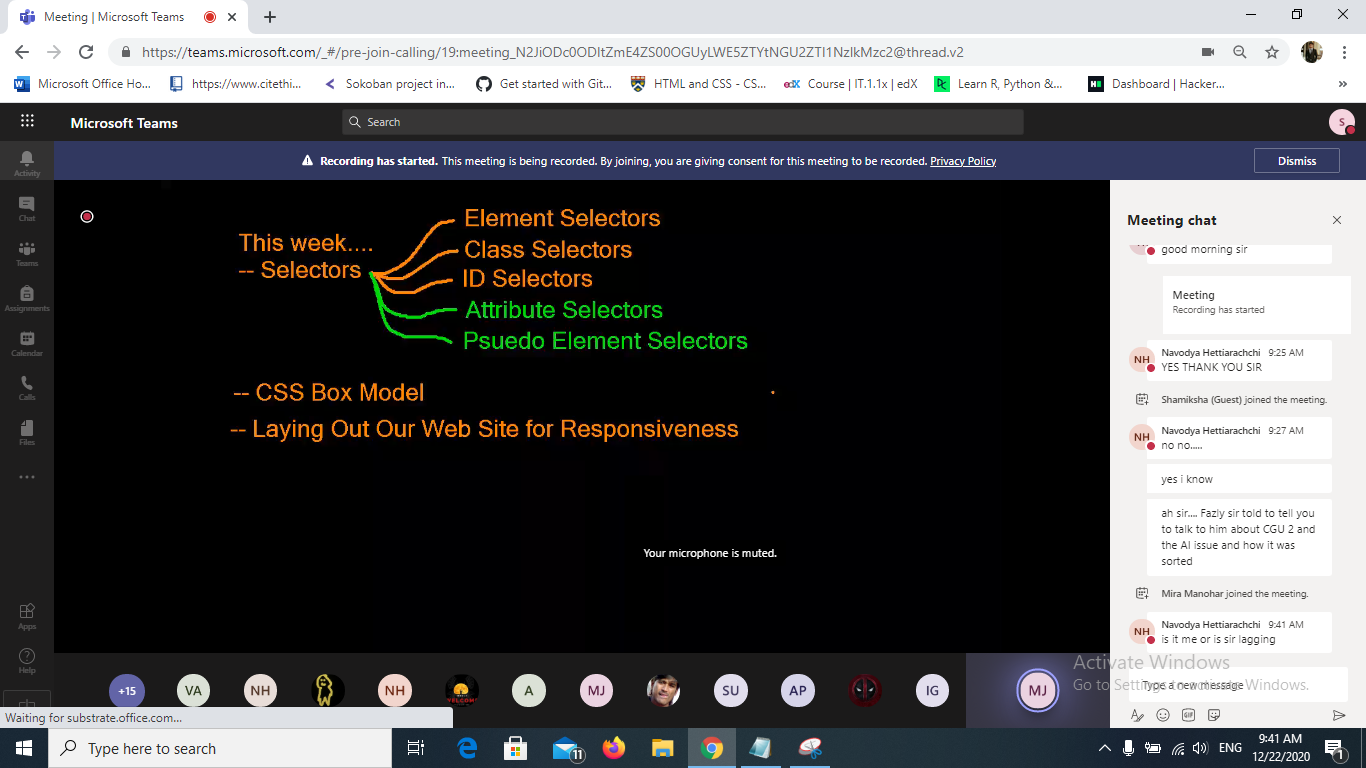 Meeting | Microsoft Teams
https://teams.microsoft.com/_#/pre-join-calling/19:meeting_N2JiODc0ODItZmE4ZS00OGUyLWE5ZTYtNGU2ZTI1NzIkMzc2@thread.v2
Microsoft Office Ho...
https://www.citethi...
Sokoban project in...
Get started with Git...
HTML and CSS - CS...
edX
Course | IT.1.1x | edX
Learn R, Python &...
Dashboard | Hacker...
»
Microsoft Teams
Search
S
Recording has started. This meeting is being recorded. By joining, you are giving consent for this meeting to be recorded. Privacy Policy
Dismiss
Activity
Chat
Teams
Assignments
Calendar
Calls
Files
Apps
Help
This week....
-- Selectors
Element Selectors
Class Selectors
ID Selectors
Attribute Selectors
Psuedo Element Selectors
-- CSS Box Model
-- Laying Out Our Web Site for Responsiveness
Your microphone is muted.
Meeting chat
good morning sir
Meeting
Recording has started
NH
Navodya Hettiarachchi 9:25 AM
YES THANK YOU SIR
Shamiksha (Guest) joined the meeting.
NH
Navodya Hettiarachchi 9:27 AM
no no.....
yes i know
ah sir.... Fazly sir told to tell you
to talk to him about CGU 2 and
the AI issue and how it was
sorted
Mira Manohar joined the meeting.
NH
Navodya Hettiarachchi 9:41 AM
is it me or is sir lagging
Activate Windows
Go to Settings to activate Windows.
Type a new message
GIF
+15
VA
NH
NH
A
MJ
SU
AP
IG
MJ
Waiting for substrate.office.com...
Type here to search
11
ENG
9:41 AM
12/22/2020
1